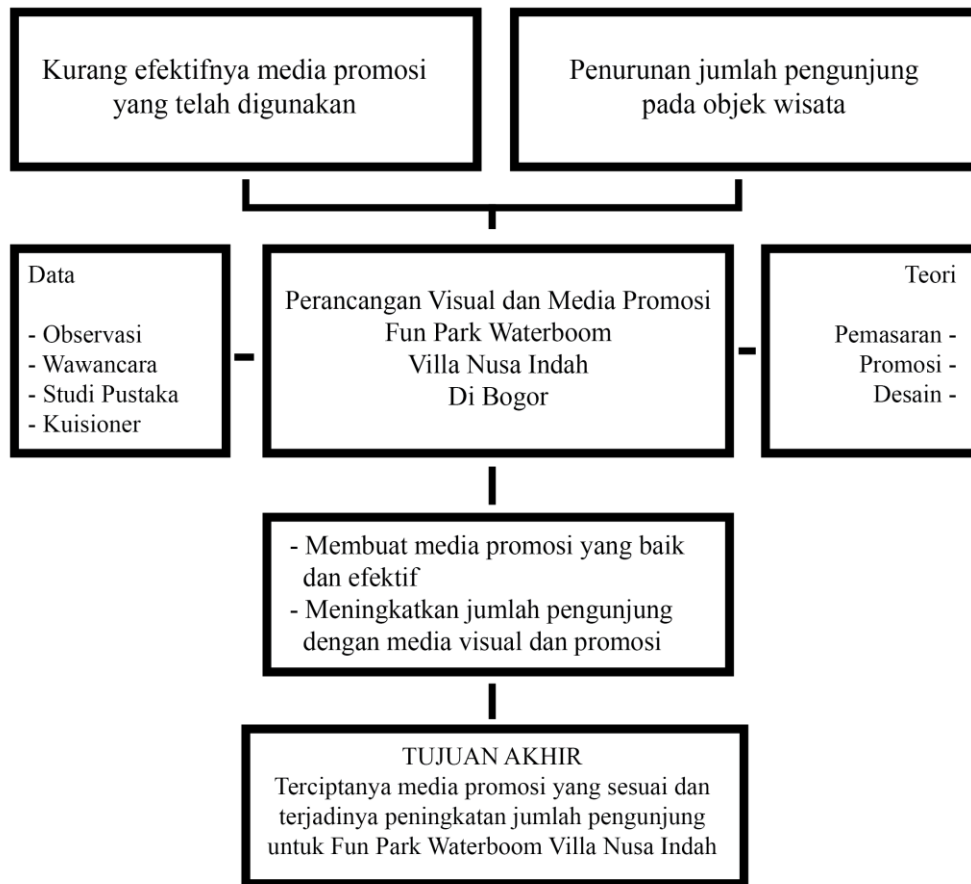 Kurang efektifnya media promosi
yang telah digunakan
Penurunan jumlah pengunjung
pada objek wisata
Data
- Observasi
- Wawancara
- Studi Pustaka
- Kuisioner
Perancangan Visual dan Media Promosi
Fun Park Waterboom
Villa Nusa Indah
Di Bogor
Teori
Pemasaran -
Promosi -
Desain -
- Membuat media promosi yang baik
dan efektif
- Meningkatkan jumlah pengunjung
dengan media visual dan promosi
TUJUAN AKHIR
Terciptanya media promosi yang sesuai dan
terjadinya peningkatan jumlah pengunjung
untuk Fun Park Waterboom Villa Nusa Indah